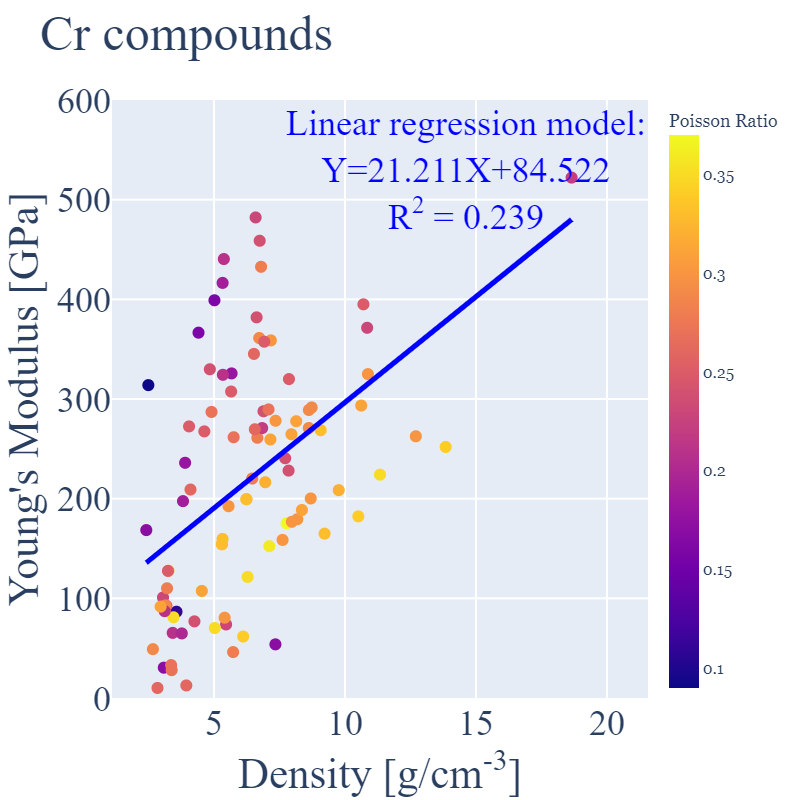 Cr compounds
Linear regression model:
Y=21.211X+84.522
R² = 0.239
Young's Modulus [GPa]
600
500
400
300
200
100
0
5
10
15
20
Density [g/cm⁻³]
Poisson Ratio
0.35
0.3
0.25
0.2
0.15
0.1